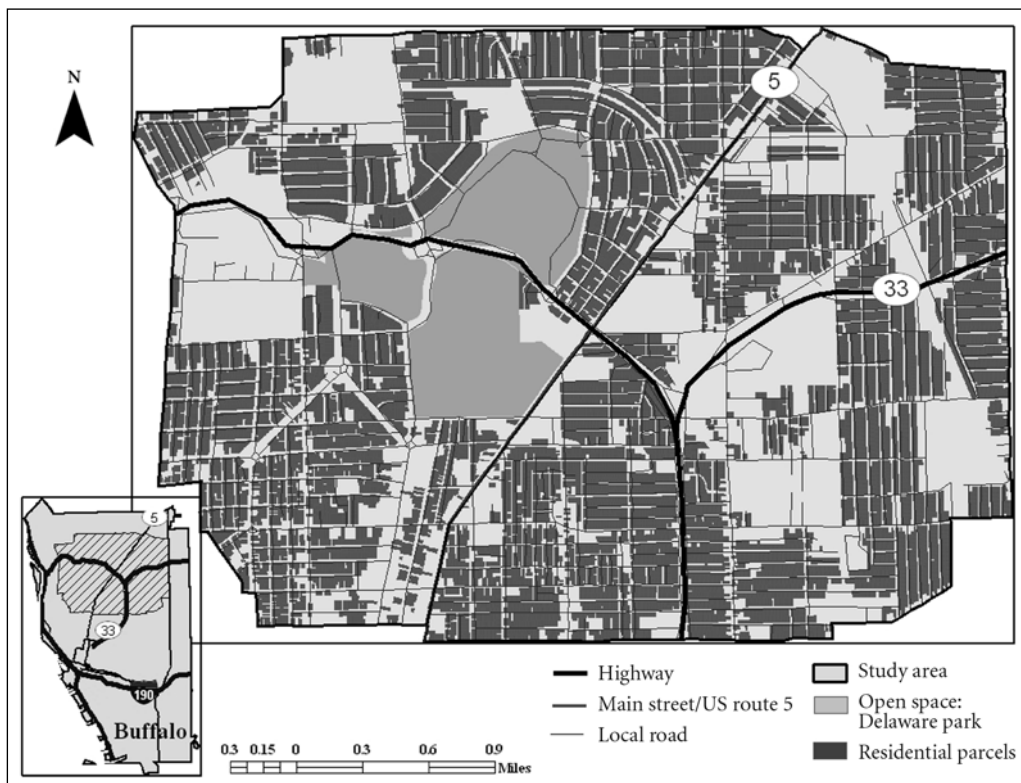 N
5
33
5
33
190
Buffalo
Highway
Main street/US route 5
Local road
Study area
Open space:
Delaware park
Residential parcels
0.3 0.15 0 0.3 0.6 0.9